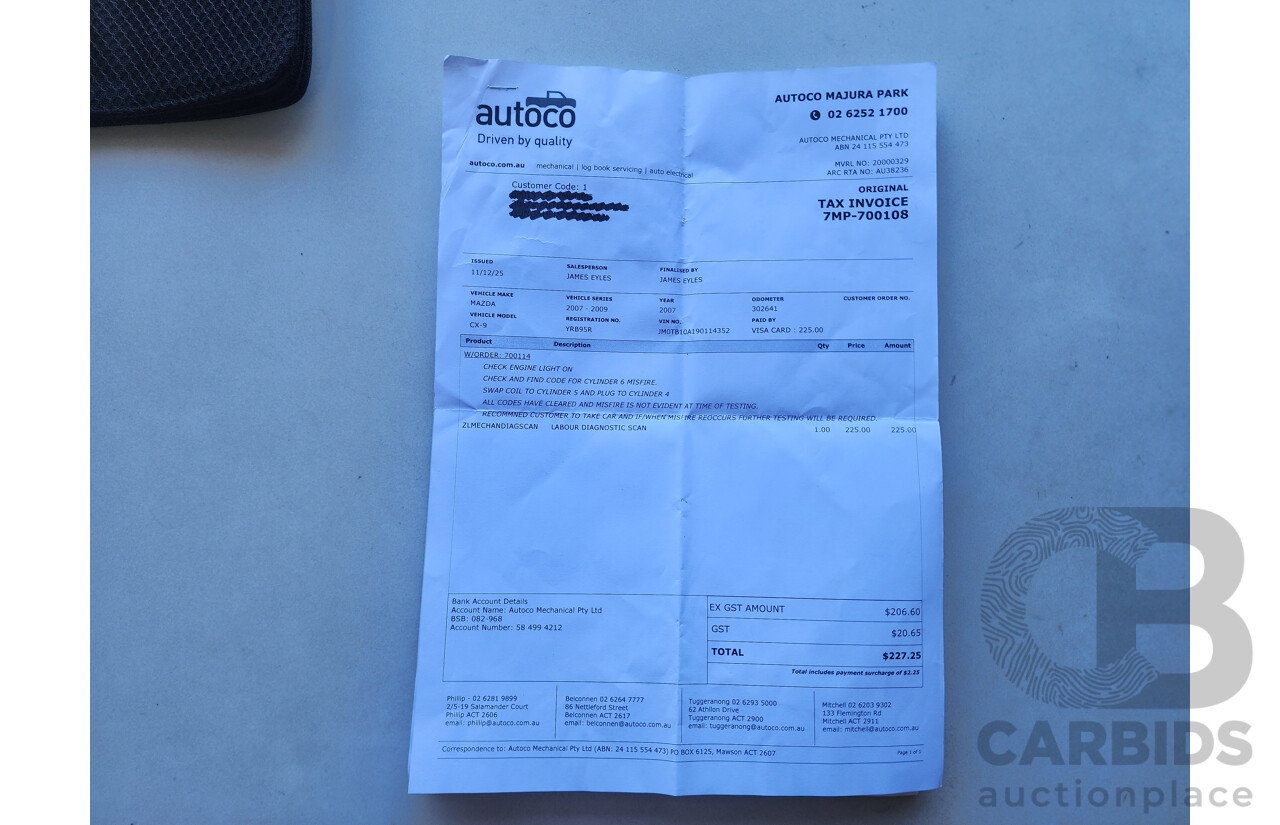 autoco
Driven by quality
AUTOCO MAJURA PARK
02 6252 1700
AUTOCO MECHANICAL PTY LTD
ABN 24 115 554 473
autoco.com.au mechanical | log book servicing | auto electrical
MVRL NO: 20000329
ARC RTA NO: AU38236
Customer Code: 1
ORIGINAL
TAX INVOICE
7MP-700108
ISSUED SALESPERSON FINALISED BY
11/12/25 JAMES EYLES JAMES EYLES
VEHICLE MAKE VEHICLE SERIES YEAR ODOMETER CUSTOMER ORDER NO.
MAZDA 2007 - 2009 2007 302641
VEHICLE MODEL REGISTRATION NO. VIN NO. PAID BY
CX-9 YRB95R JM0TB10A190114352 VISA CARD : 225.00
Product Description Qty Price Amount
W/ORDER: 700114
CHECK ENGINE LIGHT ON
CHECK AND FIND CODE FOR CYLINDER 6 MISFIRE.
SWAP COIL TO CYLINDER 5 AND PLUG TO CYLINDER 4
ALL CODES HAVE CLEARED AND MISFIRE IS NOT EVIDENT AT TIME OF TESTING.
RECOMMNED CUSTOMER TO TAKE CAR AND IF/WHEN MISFIRE REOCCURS FURTHER TESTING WILL BE REQUIRED.
ZLMECHANDIAGSCAN LABOUR DIAGNOSTIC SCAN 1.00 225.00 225.00
Bank Account Details
Account Name: Autoco Mechanical Pty Ltd
BSB: 082-968
Account Number: 58 499 4212
EX GST AMOUNT $206.60
GST $20.65
TOTAL $227.25
Total includes payment surcharge of $2.25
Phillip - 02 6281 9899
2/5-19 Salamander Court
Phillip ACT 2606
email: phillip@autoco.com.au
Belconnen 02 6264 7777
86 Nettleford Street
Belconnen ACT 2617
email: belconnen@autoco.com.au
Tuggeranong 02 6293 5000
62 Athllon Drive
Tuggeranong ACT 2900
email: tuggeranong@autoco.com.au
Mitchell 02 6203 9302
133 Flemington Rd
Mitchell ACT 2911
email: mitchell@autoco.com.au
Correspondence to: Autoco Mechanical Pty Ltd (ABN: 24 115 554 473) PO BOX 6125, Mawson ACT 2607
Page 1 of 1
CB
CARBIDS
auctionplace